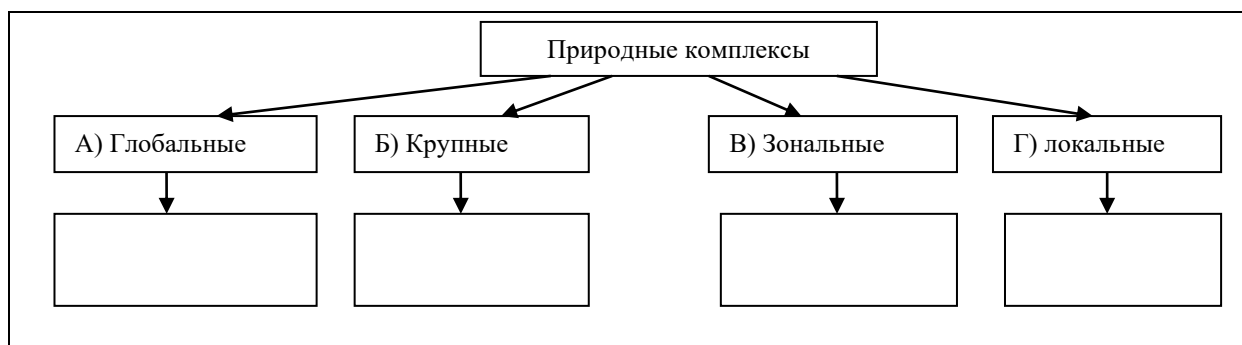 Природные комплексы
А) Глобальные
Б) Крупные
В) Зональные
Г) локальные